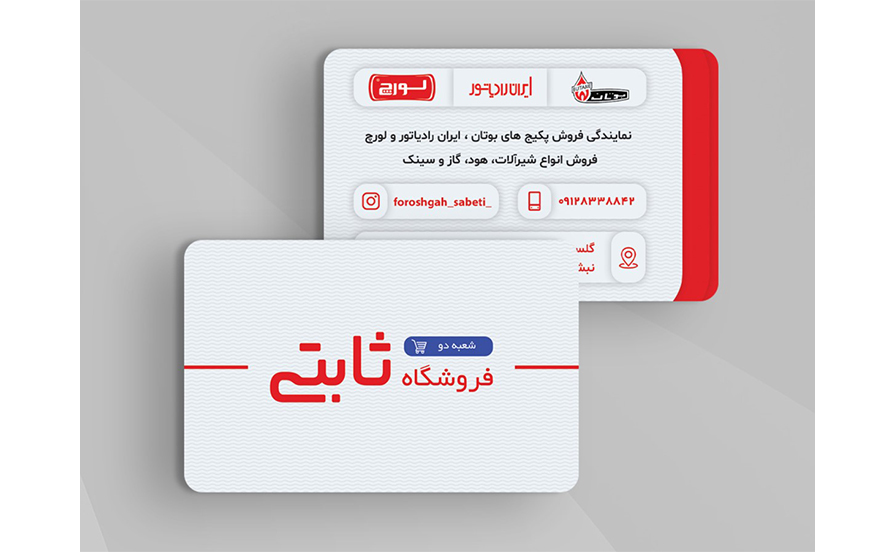 لورچ
ایران رادیاتور
بوتان
BUTANE
نمایندگی فروش پکیج های بوتان ، ایران رادیاتور و لورچ
فروش انواع شیرآلات، هود، گاز و سینک
۰۹۱۲۸۳۳۸۸۴۲
foroshgah_sabeti_
شعبه دو
فروشگاه
ثابتی